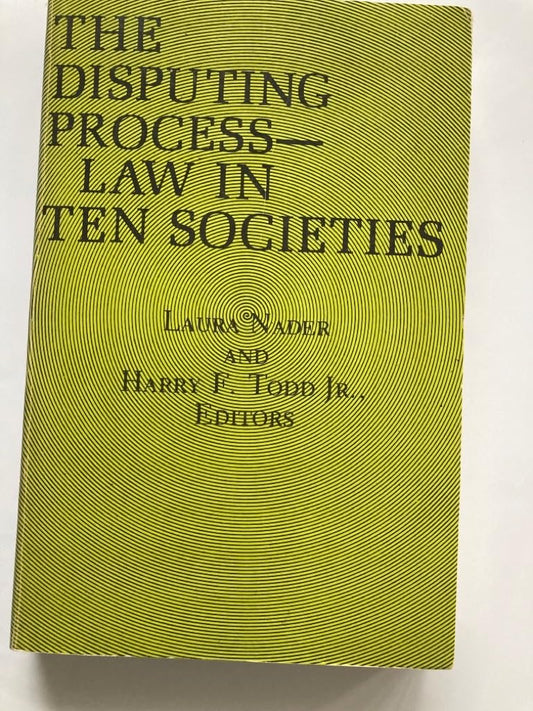 THE
DISPUTING
PROCESS—
LAW IN
TEN SOCIETIES
LAURA NADER
AND
HARRY F. TODD JR.,
EDITORS